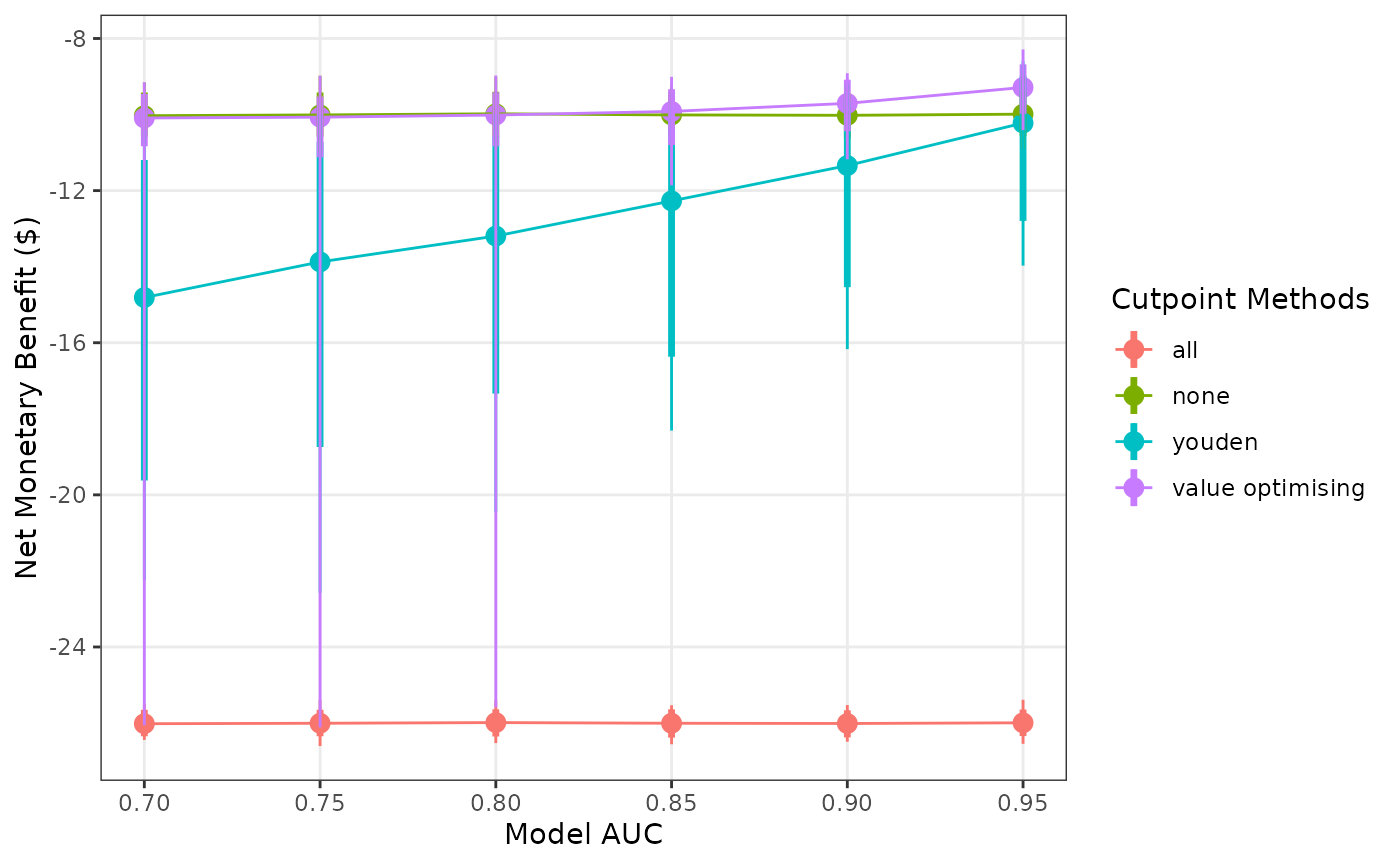 Net Monetary Benefit ($)
-8
-12
-16
-20
-24
0.70
0.75
0.80
0.85
0.90
0.95
Model AUC
Cutpoint Methods
all
none
youden
value optimising